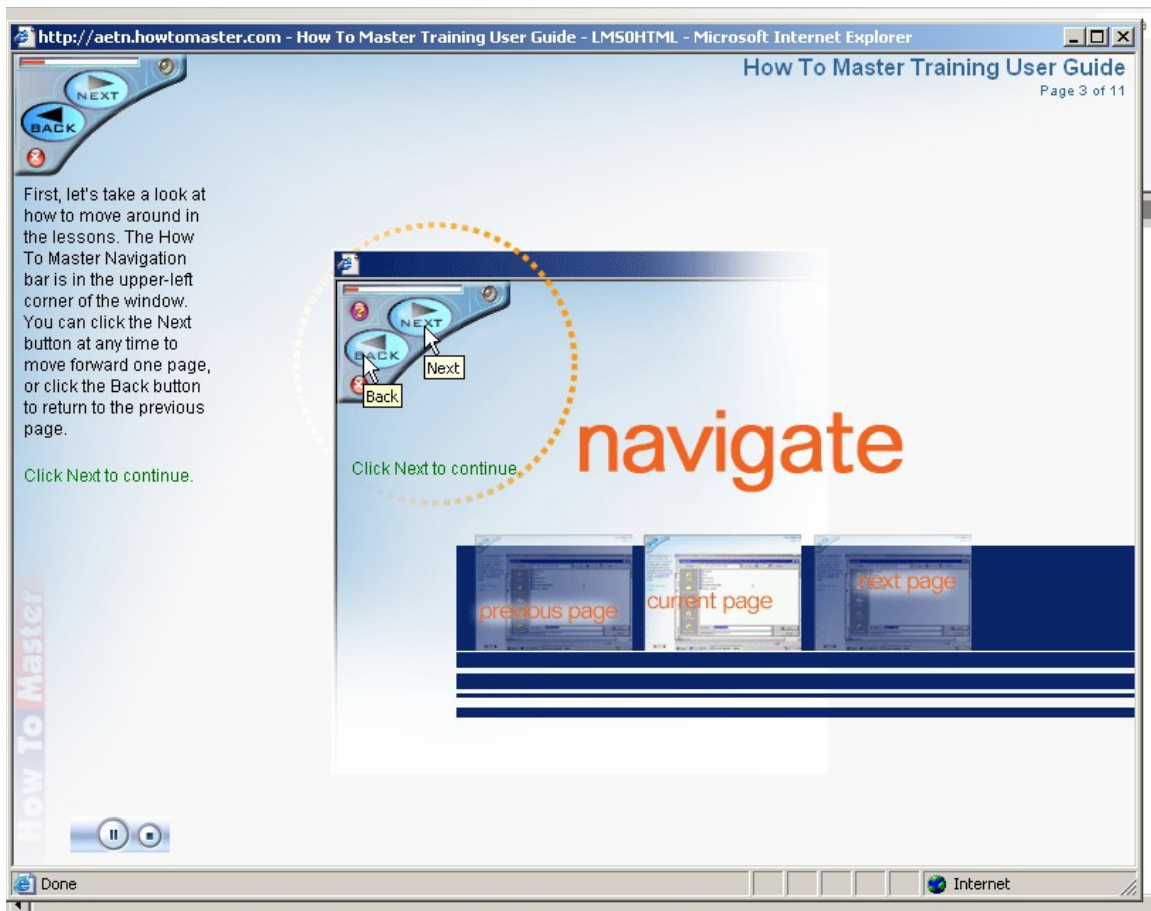 http://aetn.howtomaster.com - How To Master Training User Guide - LMS0HTML - Microsoft Internet Explorer
How To Master Training User Guide
Page 3 of 11
NEXT
BACK
First, let's take a look at
how to move around in
the lessons. The How
To Master Navigation
bar is in the upper-left
corner of the window.
You can click the Next
button at any time to
move forward one page,
or click the Back button
to return to the previous
page.
Click Next to continue.
NEXT
BACK
Next
Back
Click Next to continue.
navigate
previous page
current page
next page
How To Master
Done
Internet